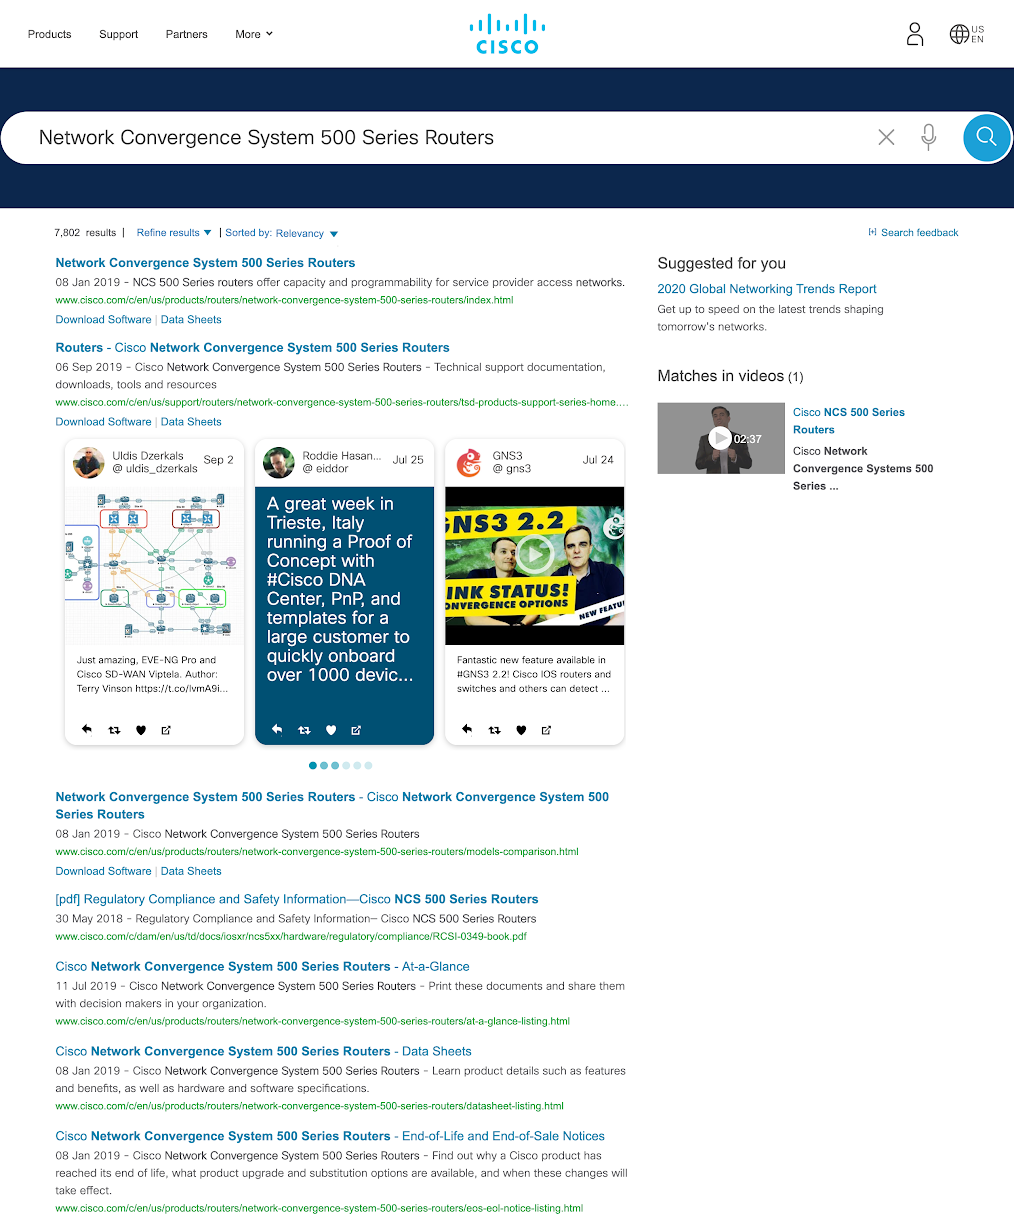 Products Support Partners More
CISCO
US
EN
Network Convergence System 500 Series Routers
7,802 results | Refine results | Sorted by: Relevancy
Search feedback
Network Convergence System 500 Series Routers
08 Jan 2019 - NCS 500 Series routers offer capacity and programmability for service provider access networks.
www.cisco.com/c/en/us/products/routers/network-convergence-system-500-series-routers/index.html
Download Software | Data Sheets
Routers - Cisco Network Convergence System 500 Series Routers
06 Sep 2019 - Cisco Network Convergence System 500 Series Routers - Technical support documentation,
downloads, tools and resources
www.cisco.com/c/en/us/support/routers/network-convergence-system-500-series-routers/tsd-products-support-series-home....
Download Software | Data Sheets
Uldis Dzerkals
@ uldis_dzerkals
Sep 2
Just amazing, EVE-NG Pro and
Cisco SD-WAN Viptela. Author:
Terry Vinson https://t.co/lvmA9i...
Roddie Hasan...
@ eiddor
Jul 25
A great week in
Trieste, Italy
running a Proof of
Concept with
#Cisco DNA
Center, PnP, and
templates for a
large customer to
quickly onboard
over 1000 devic...
GNS3
@ gns3
Jul 24
GNS3 2.2
INK STATUS!
ONVERGENCE OPTIONS
NEW FEATU
Fantastic new feature available in
#GNS3 2.2! Cisco IOS routers and
switches and others can detect ...
Network Convergence System 500 Series Routers - Cisco Network Convergence System 500
Series Routers
08 Jan 2019 - Cisco Network Convergence System 500 Series Routers
www.cisco.com/c/en/us/products/routers/network-convergence-system-500-series-routers/models-comparison.html
Download Software | Data Sheets
[pdf] Regulatory Compliance and Safety Information—Cisco NCS 500 Series Routers
30 May 2018 - Regulatory Compliance and Safety Information— Cisco NCS 500 Series Routers
www.cisco.com/c/dam/en/us/td/docs/iosxr/ncs5xx/hardware/regulatory/compliance/RCSI-0349-book.pdf
Cisco Network Convergence System 500 Series Routers - At-a-Glance
11 Jul 2019 - Cisco Network Convergence System 500 Series Routers - Print these documents and share them
with decision makers in your organization.
www.cisco.com/c/en/us/products/routers/network-convergence-system-500-series-routers/at-a-glance-listing.html
Cisco Network Convergence System 500 Series Routers - Data Sheets
08 Jan 2019 - Cisco Network Convergence System 500 Series Routers - Learn product details such as features
and benefits, as well as hardware and software specifications.
www.cisco.com/c/en/us/products/routers/network-convergence-system-500-series-routers/datasheet-listing.html
Cisco Network Convergence System 500 Series Routers - End-of-Life and End-of-Sale Notices
08 Jan 2019 - Cisco Network Convergence System 500 Series Routers - Find out why a Cisco product has
reached its end of life, what product upgrade and substitution options are available, and when these changes will
take effect.
www.cisco.com/c/en/us/products/routers/network-convergence-system-500-series-routers/eos-eol-notice-listing.html
Suggested for you
2020 Global Networking Trends Report
Get up to speed on the latest trends shaping
tomorrow's networks.
Matches in videos (1)
02:37
Cisco NCS 500 Series
Routers
Cisco Network
Convergence Systems 500
Series ...